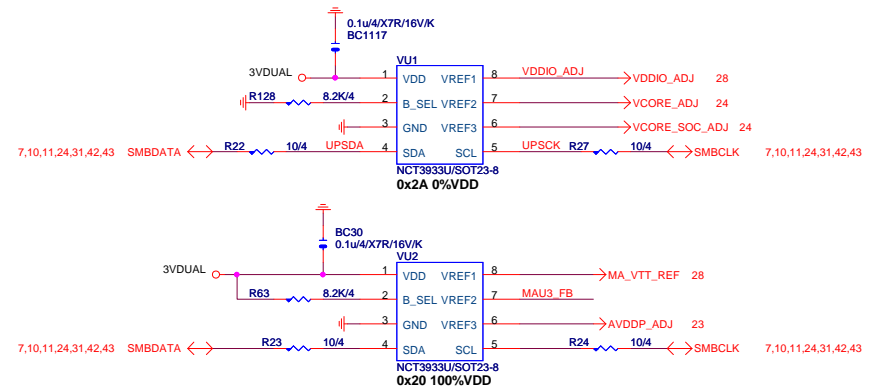 0.1u/4/X7R/16V/K
BC1117
VU1
3VDUAL 1 VDD VREF1 8 VDDIO_ADJ VDDIO_ADJ 28
R128 8.2K/4 2 B_SEL VREF2 7 VCORE_ADJ 24
3 GND VREF3 6 VCORE_SOC_ADJ 24
7,10,11,24,31,42,43 SMBDATA R22 10/4 UPSDA 4 SDA SCL 5 UPSCK R27 10/4 SMBCLK 7,10,11,24,31,42,43
NCT3933U/SOT23-8
0x2A 0%VDD
BC30
0.1u/4/X7R/16V/K
VU2
3VDUAL 1 VDD VREF1 8 MA_VTT_REF 28
R63 8.2K/4 2 B_SEL VREF2 7 MAU3_FB
3 GND VREF3 6 AVDDP_ADJ 23
7,10,11,24,31,42,43 SMBDATA R23 10/4 4 SDA SCL 5 R24 10/4 SMBCLK 7,10,11,24,31,42,43
NCT3933U/SOT23-8
0x20 100%VDD